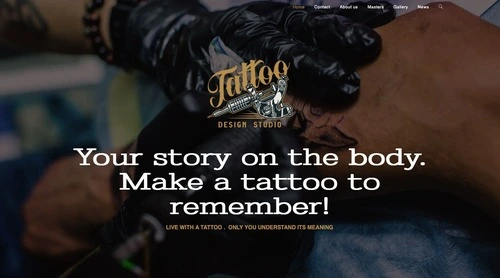 Home Contact About us Masters Gallery News
Tattoo
DESIGN STUDIO
Your story on the body.
Make a tattoo to
remember!
LIVE WITH A TATTOO . ONLY YOU UNDERSTAND ITS MEANING